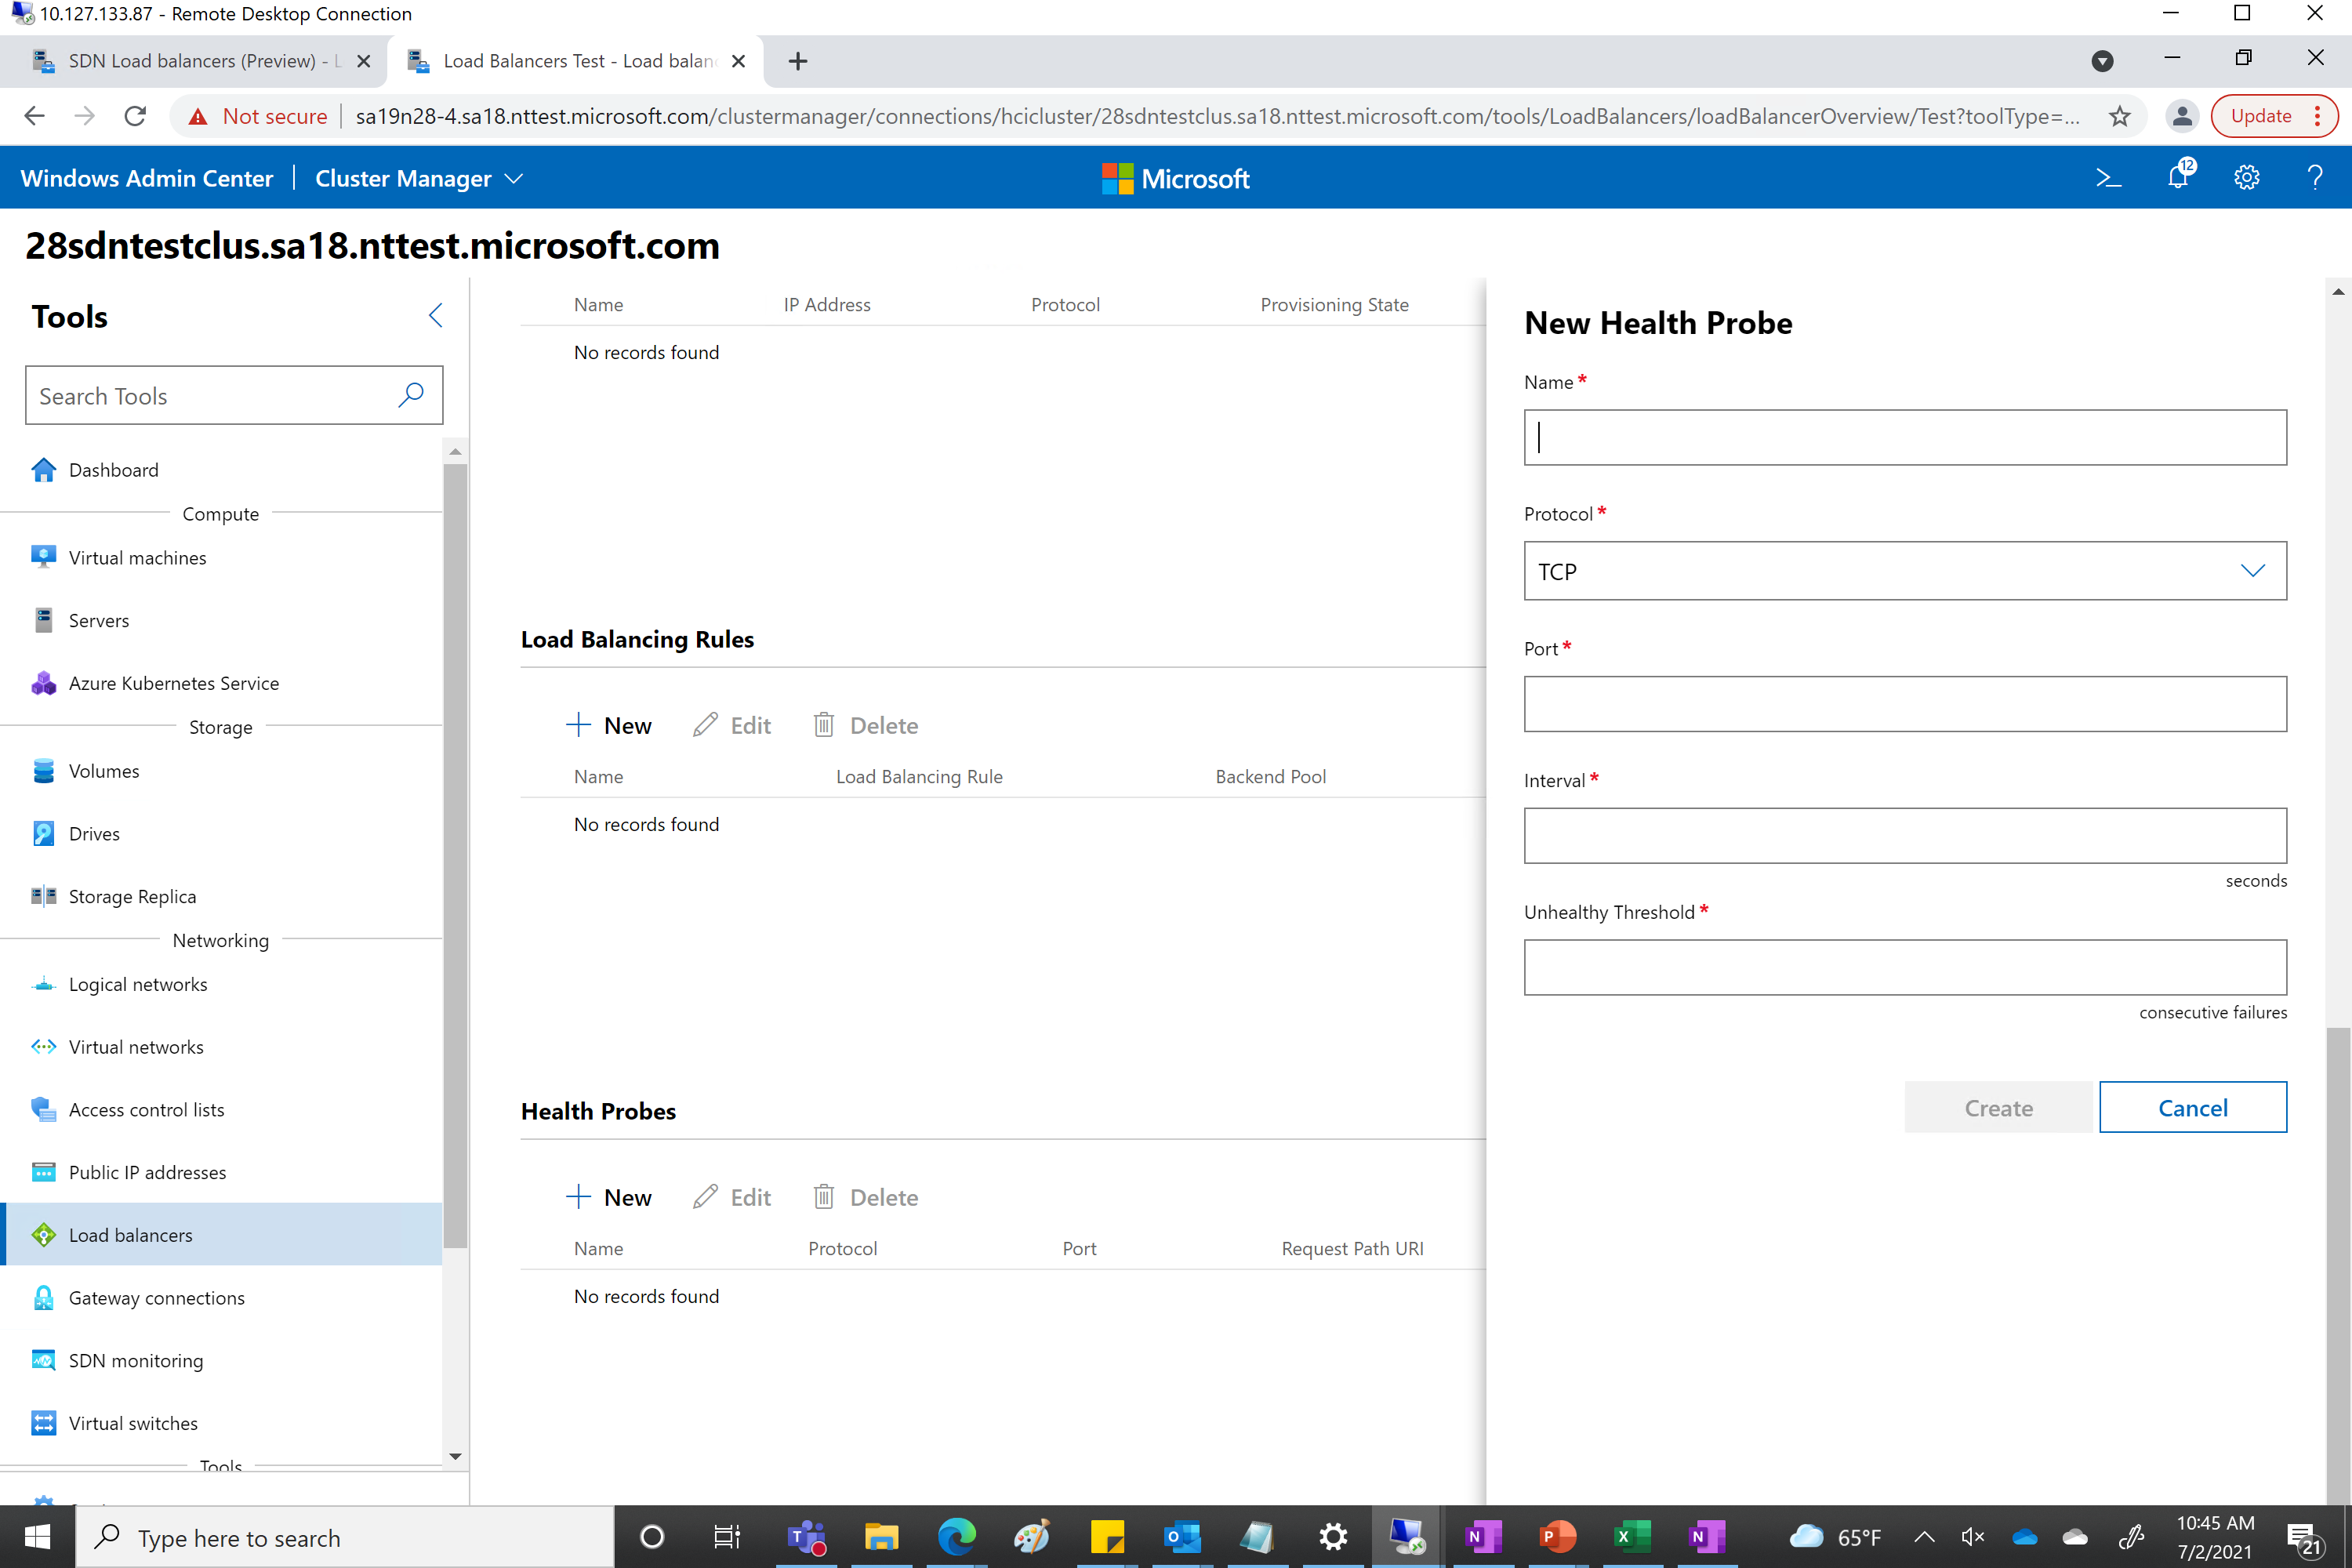 10.127.133.87 - Remote Desktop Connection
SDN Load balancers (Preview) - L
Load Balancers Test - Load balan
Not secure
sa19n28-4.sa18.nttest.microsoft.com/clustermanager/connections/hcicluster/28sdntestclus.sa18.nttest.microsoft.com/tools/LoadBalancers/loadBalancerOverview/Test?toolType=...
Update
Windows Admin Center
Cluster Manager
Microsoft
12
28sdntestclus.sa18.nttest.microsoft.com
Tools
Search Tools
Dashboard
Compute
Virtual machines
Servers
Azure Kubernetes Service
Storage
Volumes
Drives
Storage Replica
Networking
Logical networks
Virtual networks
Access control lists
Public IP addresses
Load balancers
Gateway connections
SDN monitoring
Virtual switches
Tools
Name IP Address Protocol Provisioning State
No records found
Load Balancing Rules
New Edit Delete
Name Load Balancing Rule Backend Pool
No records found
Health Probes
New Edit Delete
Name Protocol Port Request Path URI
No records found
New Health Probe
Name *
Protocol *
TCP
Port *
Interval *
seconds
Unhealthy Threshold *
consecutive failures
Create
Cancel
Type here to search
65°F
10:45 AM
7/2/2021
21